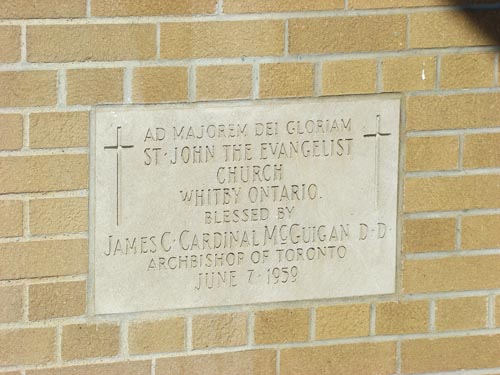 AD MAJOREM DEI GLORIAM
ST·JOHN THE EVANGELIST
CHURCH
WHITBY ONTARIO.
BLESSED BY
JAMES C·CARDINAL MCGUIGAN D·D·
ARCHBISHOP OF TORONTO
JUNE 7·1959